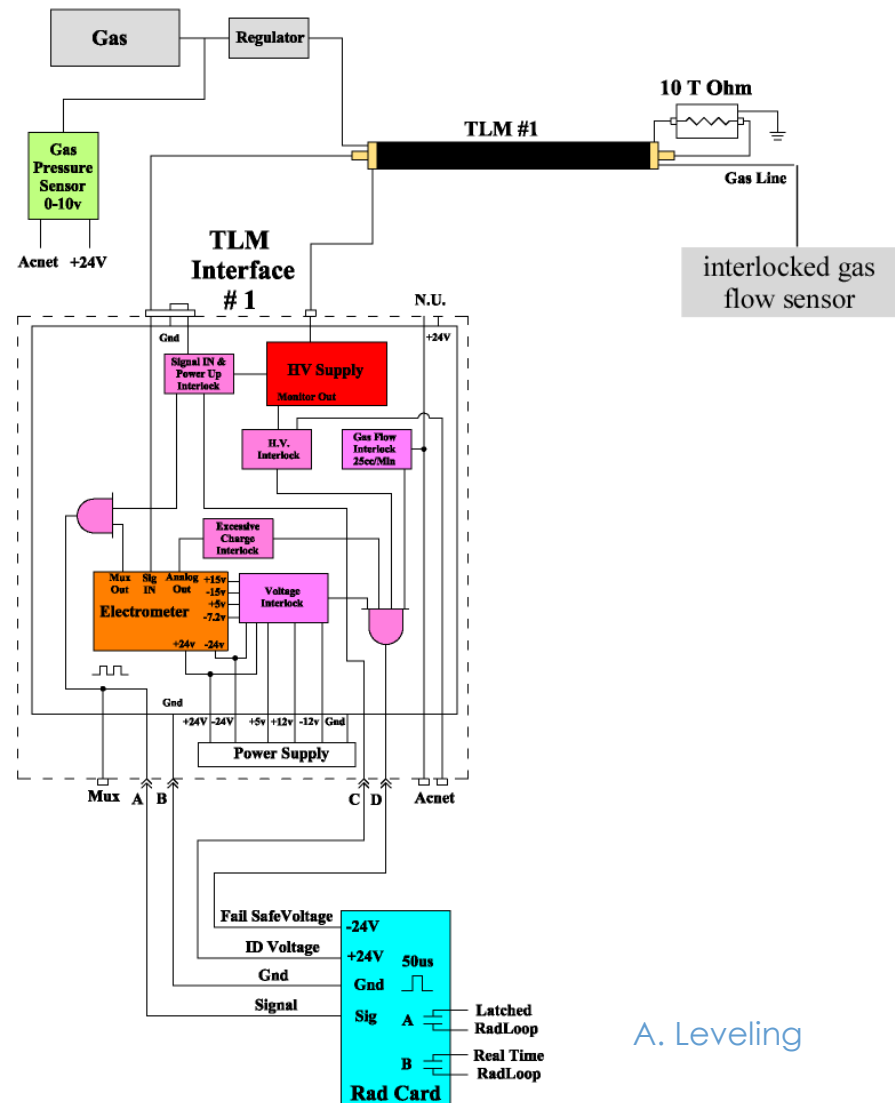 Gas
Regulator
10 T Ohm
TLM #1
Gas
Pressure
Sensor
0-10v
Gas Line
Acnet +24V
TLM
Interface
# 1
interlocked gas
flow sensor
N.U.
Gnd
+24V
Signal IN &
Power Up
Interlock
HV Supply
Monitor Out
H.V.
Interlock
Gas Flow
Interlock
25cc/Min
Excessive
Charge
Interlock
Mux
Out
Sig
IN
Analog
Out
+15v
-15v
+5v
-7.2v
Electrometer
+24v -24v
Voltage
Interlock
Gnd
+24V -24V +5v +12v -12v Gnd
Power Supply
Mux A B C D Acnet
Fail SafeVoltage
-24V
ID Voltage
+24V
50us
Gnd
Gnd
Signal
Sig
A
Latched
RadLoop
B
Real Time
RadLoop
Rad Card
A. Leveling